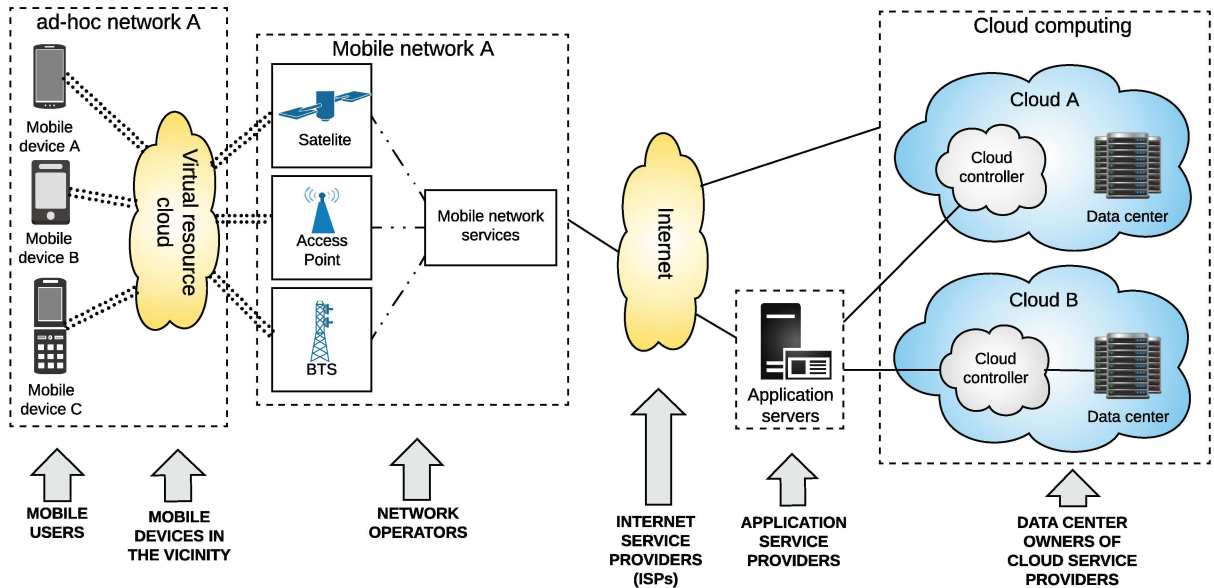 ad-hoc network A
Mobile
device A
Mobile
device B
Mobile
device C
Virtual resource
cloud
Mobile network A
Satelite
Access
Point
BTS
Mobile network
services
Internet
Application
servers
Cloud computing
Cloud A
Cloud
controller
Data center
Cloud B
Cloud
controller
Data center
MOBILE
USERS
MOBILE
DEVICES IN
THE VICINITY
NETWORK
OPERATORS
INTERNET
SERVICE
PROVIDERS
(ISPs)
APPLICATION
SERVICE
PROVIDERS
DATA CENTER
OWNERS OF
CLOUD SERVICE
PROVIDERS